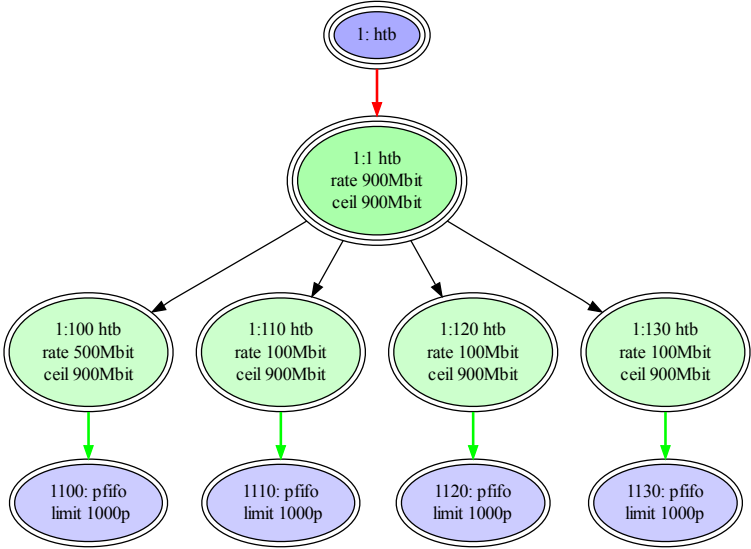 1: htb
1:1 htb
rate 900Mbit
ceil 900Mbit
1:100 htb
rate 500Mbit
ceil 900Mbit
1:110 htb
rate 100Mbit
ceil 900Mbit
1:120 htb
rate 100Mbit
ceil 900Mbit
1:130 htb
rate 100Mbit
ceil 900Mbit
1100: pfifo
limit 1000p
1110: pfifo
limit 1000p
1120: pfifo
limit 1000p
1130: pfifo
limit 1000p